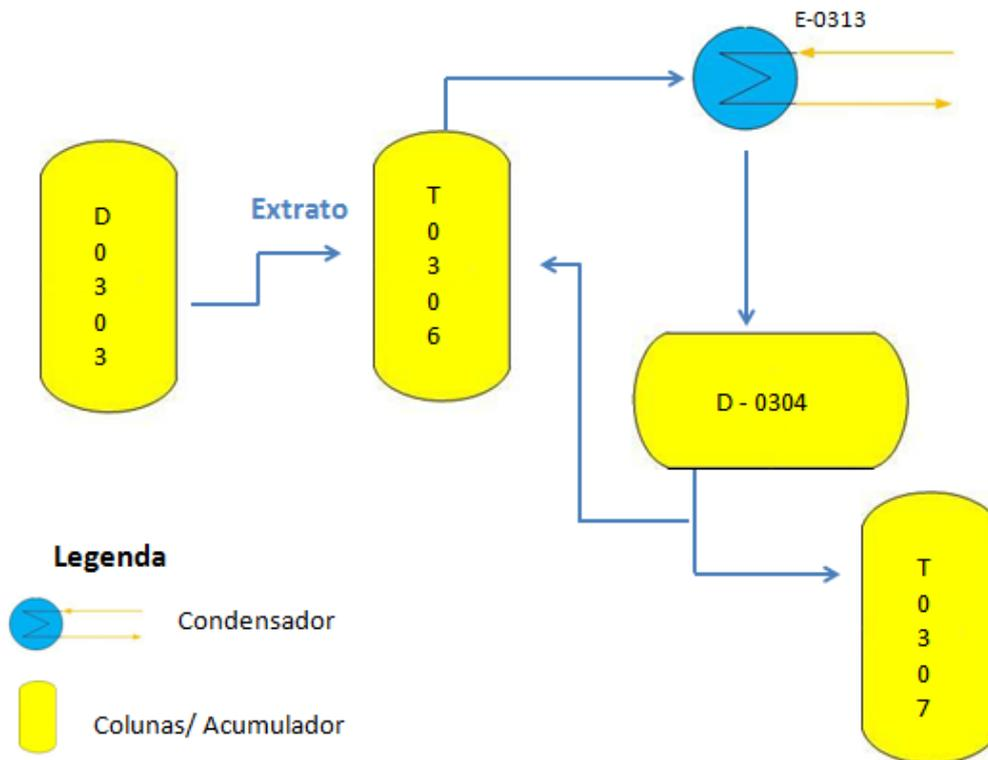 E-0313
D
0
3
0
3
Extrato
T
0
3
0
6
D - 0304
T
0
3
0
7
Legenda
Condensador
Colunas/ Acumulador